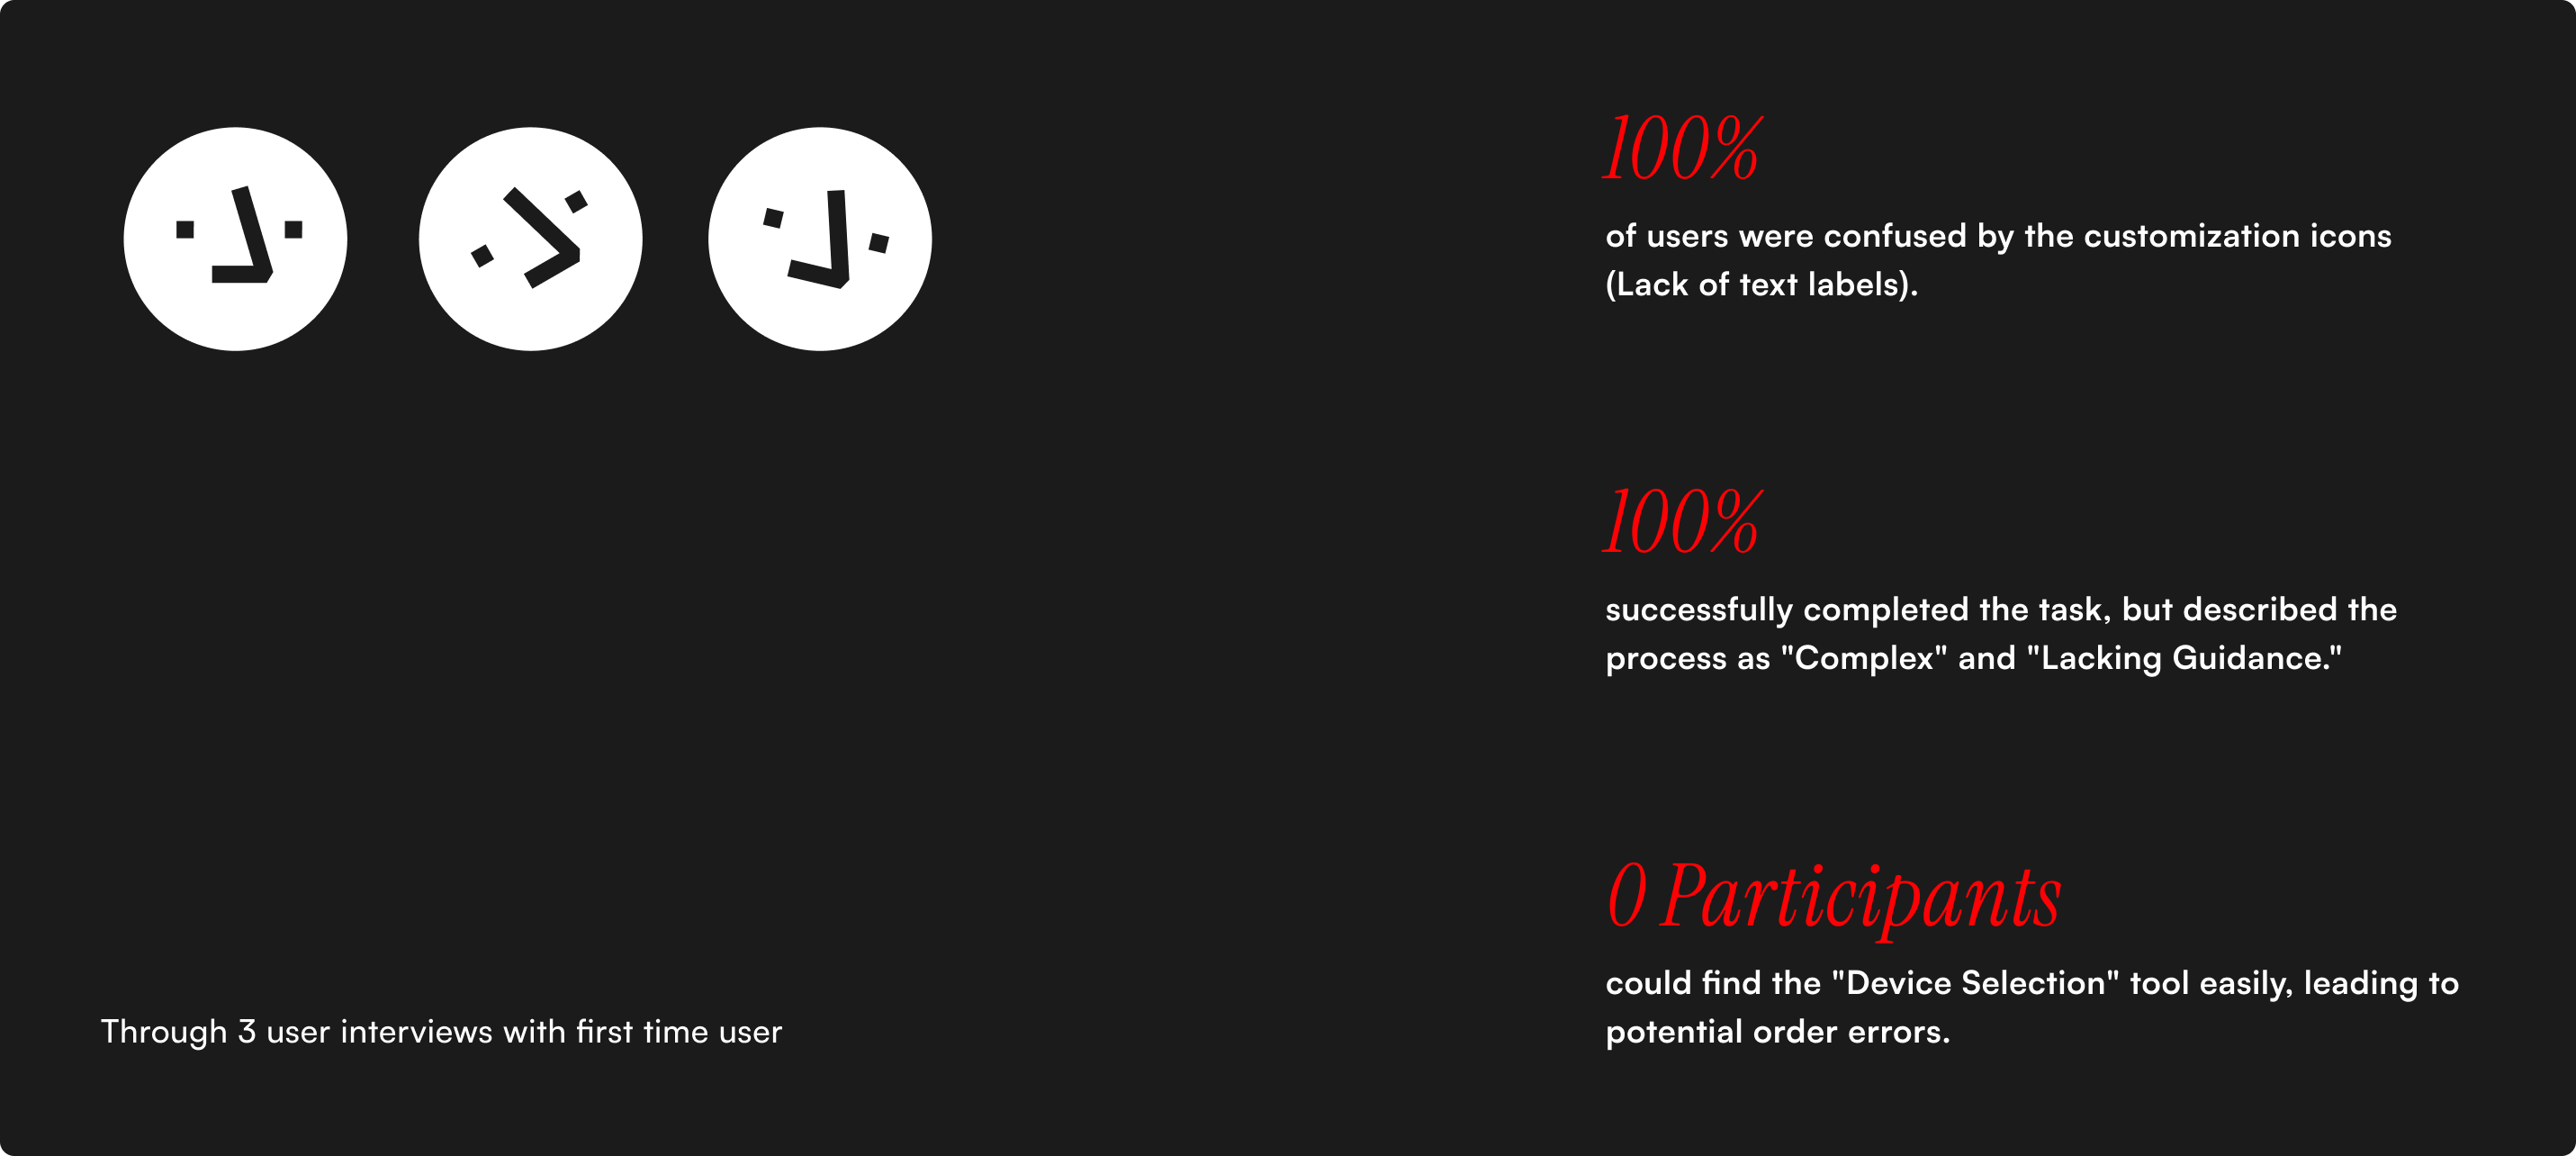 100%
of users were confused by the customization icons
(Lack of text labels).
100%
successfully completed the task, but described the
process as "Complex" and "Lacking Guidance."
0 Participants
could find the "Device Selection" tool easily, leading to
potential order errors.
Through 3 user interviews with first time user